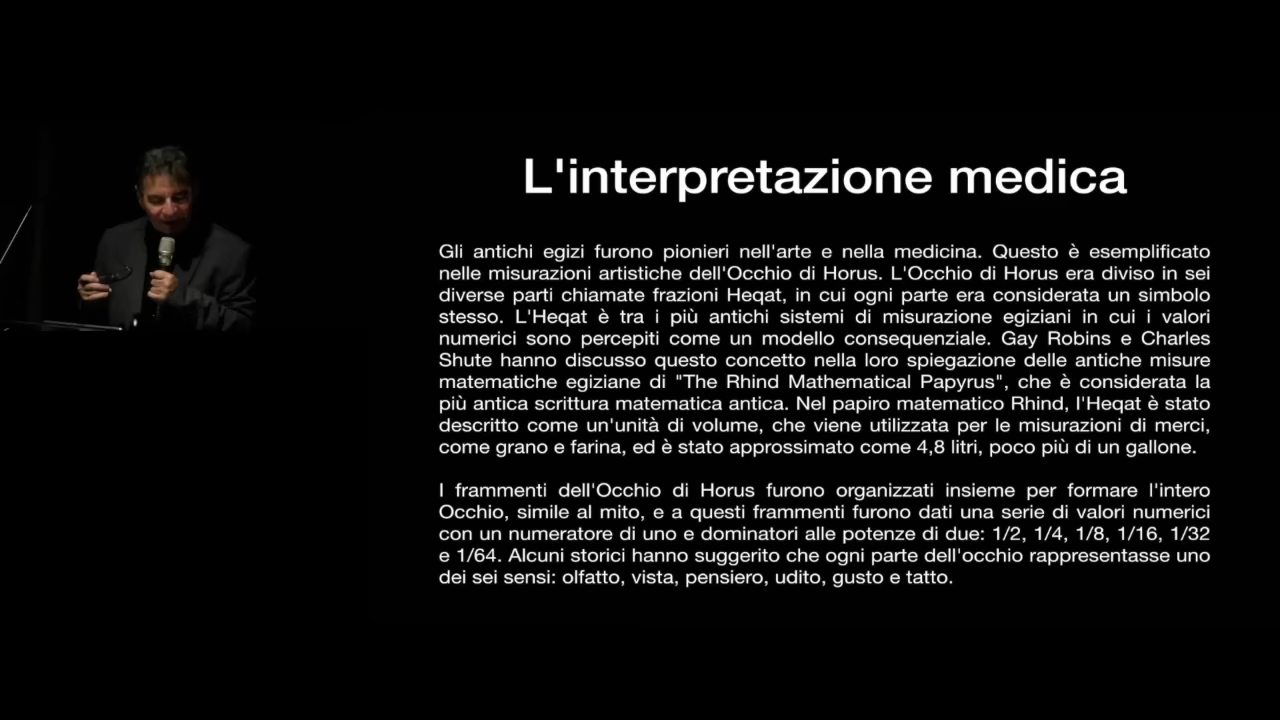 L'interpretazione medica
Gli antichi egizi furono pionieri nell'arte e nella medicina. Questo è esemplificato
nelle misurazioni artistiche dell'Occhio di Horus. L'Occhio di Horus era diviso in sei
diverse parti chiamate frazioni Heqat, in cui ogni parte era considerata un simbolo
stesso. L'Heqat è tra i più antichi sistemi di misurazione egiziani in cui i valori
numerici sono percepiti come un modello consequenziale. Gay Robins e Charles
Shute hanno discusso questo concetto nella loro spiegazione delle antiche misure
matematiche egiziane di "The Rhind Mathematical Papyrus", che è considerata la
più antica scrittura matematica antica. Nel papiro matematico Rhind, l'Heqat è stato
descritto come un'unità di volume, che viene utilizzata per le misurazioni di merci,
come grano e farina, ed è stato approssimato come 4,8 litri, poco più di un gallone.
I frammenti dell'Occhio di Horus furono organizzati insieme per formare l'intero
Occhio, simile al mito, e a questi frammenti furono dati una serie di valori numerici
con un numeratore di uno e dominatori alle potenze di due: 1/2, 1/4, 1/8, 1/16, 1/32
e 1/64. Alcuni storici hanno suggerito che ogni parte dell'occhio rappresentasse uno
dei sei sensi: olfatto, vista, pensiero, udito, gusto e tatto.